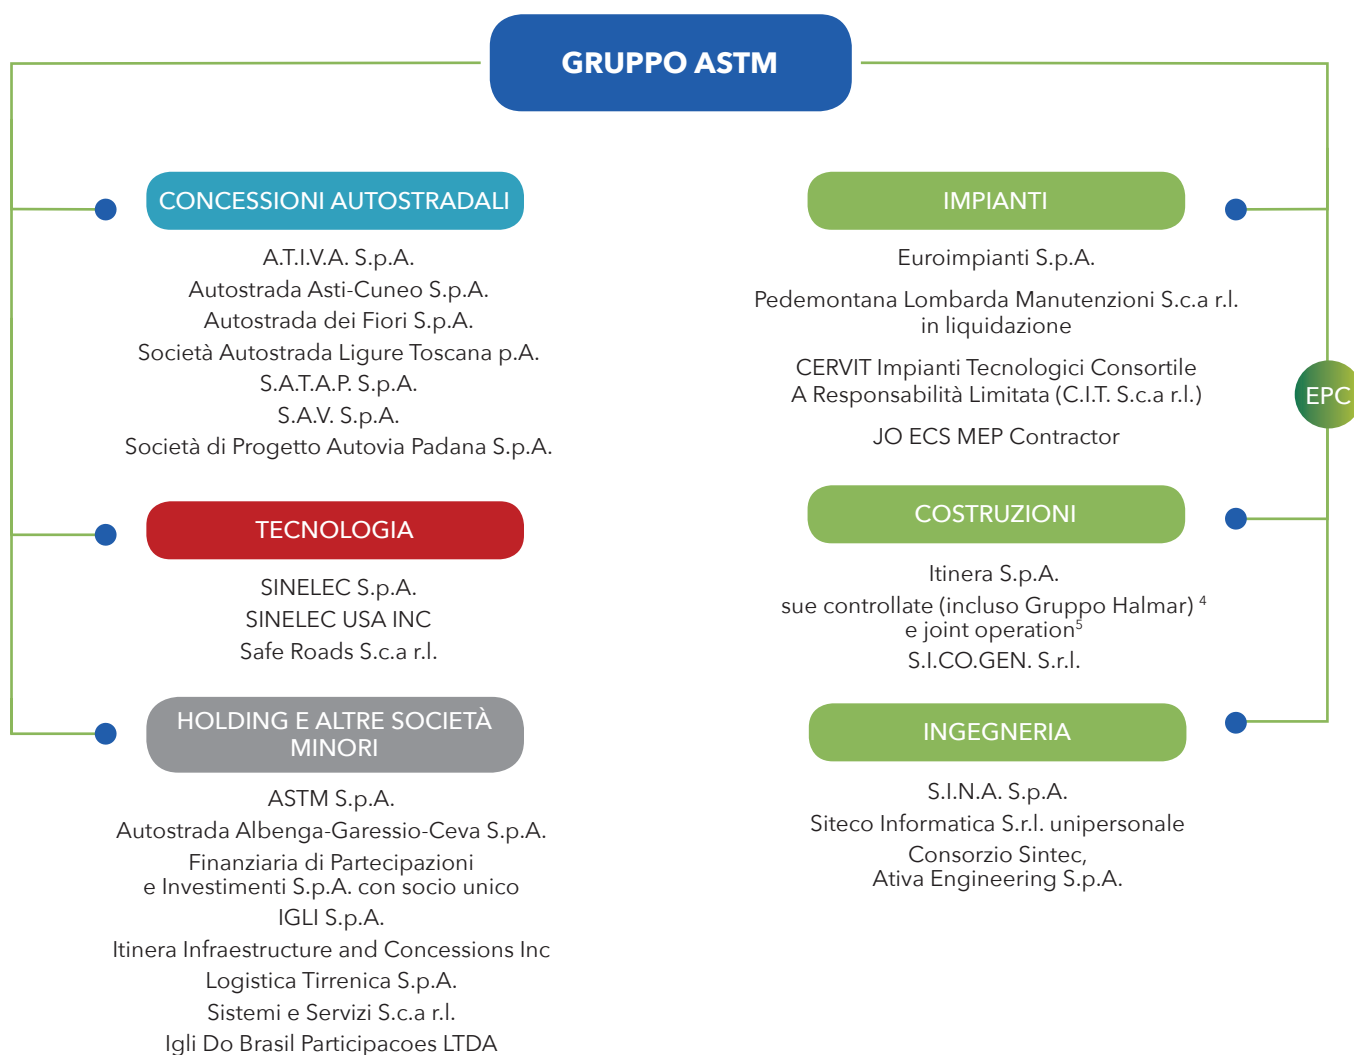 GRUPPO ASTM
CONCESSIONI AUTOSTRADALI
A.T.I.V.A. S.p.A.
Autostrada Asti-Cuneo S.p.A.
Autostrada dei Fiori S.p.A.
Società Autostrada Ligure Toscana p.A.
S.A.T.A.P. S.p.A.
S.A.V. S.p.A.
Società di Progetto Autovia Padana S.p.A.
TECNOLOGIA
SINELEC S.p.A.
SINELEC USA INC
Safe Roads S.c.a r.l.
HOLDING E ALTRE SOCIETÀ
MINORI
ASTM S.p.A.
Autostrada Albenga-Garessio-Ceva S.p.A.
Finanziaria di Partecipazioni
e Investimenti S.p.A. con socio unico
IGLI S.p.A.
Itinera Infraestructure and Concessions Inc
Logistica Tirrenica S.p.A.
Sistemi e Servizi S.c.a r.l.
Igli Do Brasil Participacoes LTDA
IMPIANTI
Euroimpianti S.p.A.
Pedemontana Lombarda Manutenzioni S.c.a r.l.
in liquidazione
CERVIT Impianti Tecnologici Consortile
A Responsabilità Limitata (C.I.T. S.c.a r.l.)
JO ECS MEP Contractor
EPC
COSTRUZIONI
Itinera S.p.A.
sue controllate (incluso Gruppo Halmar) 4
e joint operation5
S.I.CO.GEN. S.r.l.
INGEGNERIA
S.I.N.A. S.p.A.
Siteco Informatica S.r.l. unipersonale
Consorzio Sintec,
Ativa Engineering S.p.A.